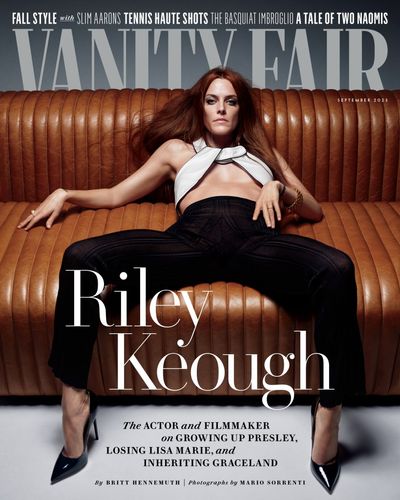 FALL STYLE with SLIM AARONS TENNIS HAUTE SHOTS THE BASQUIAT IMBROGLIO A TALE OF TWO NAOMIS
VANITY FAIR
SEPTEMBER 2023
Riley
Keough
The ACTOR and FILMMAKER
on GROWING UP PRESLEY,
LOSING LISA MARIE, and
INHERITING GRACELAND
By BRITT HENNEMUTH | Photographs by MARIO SORRENTI